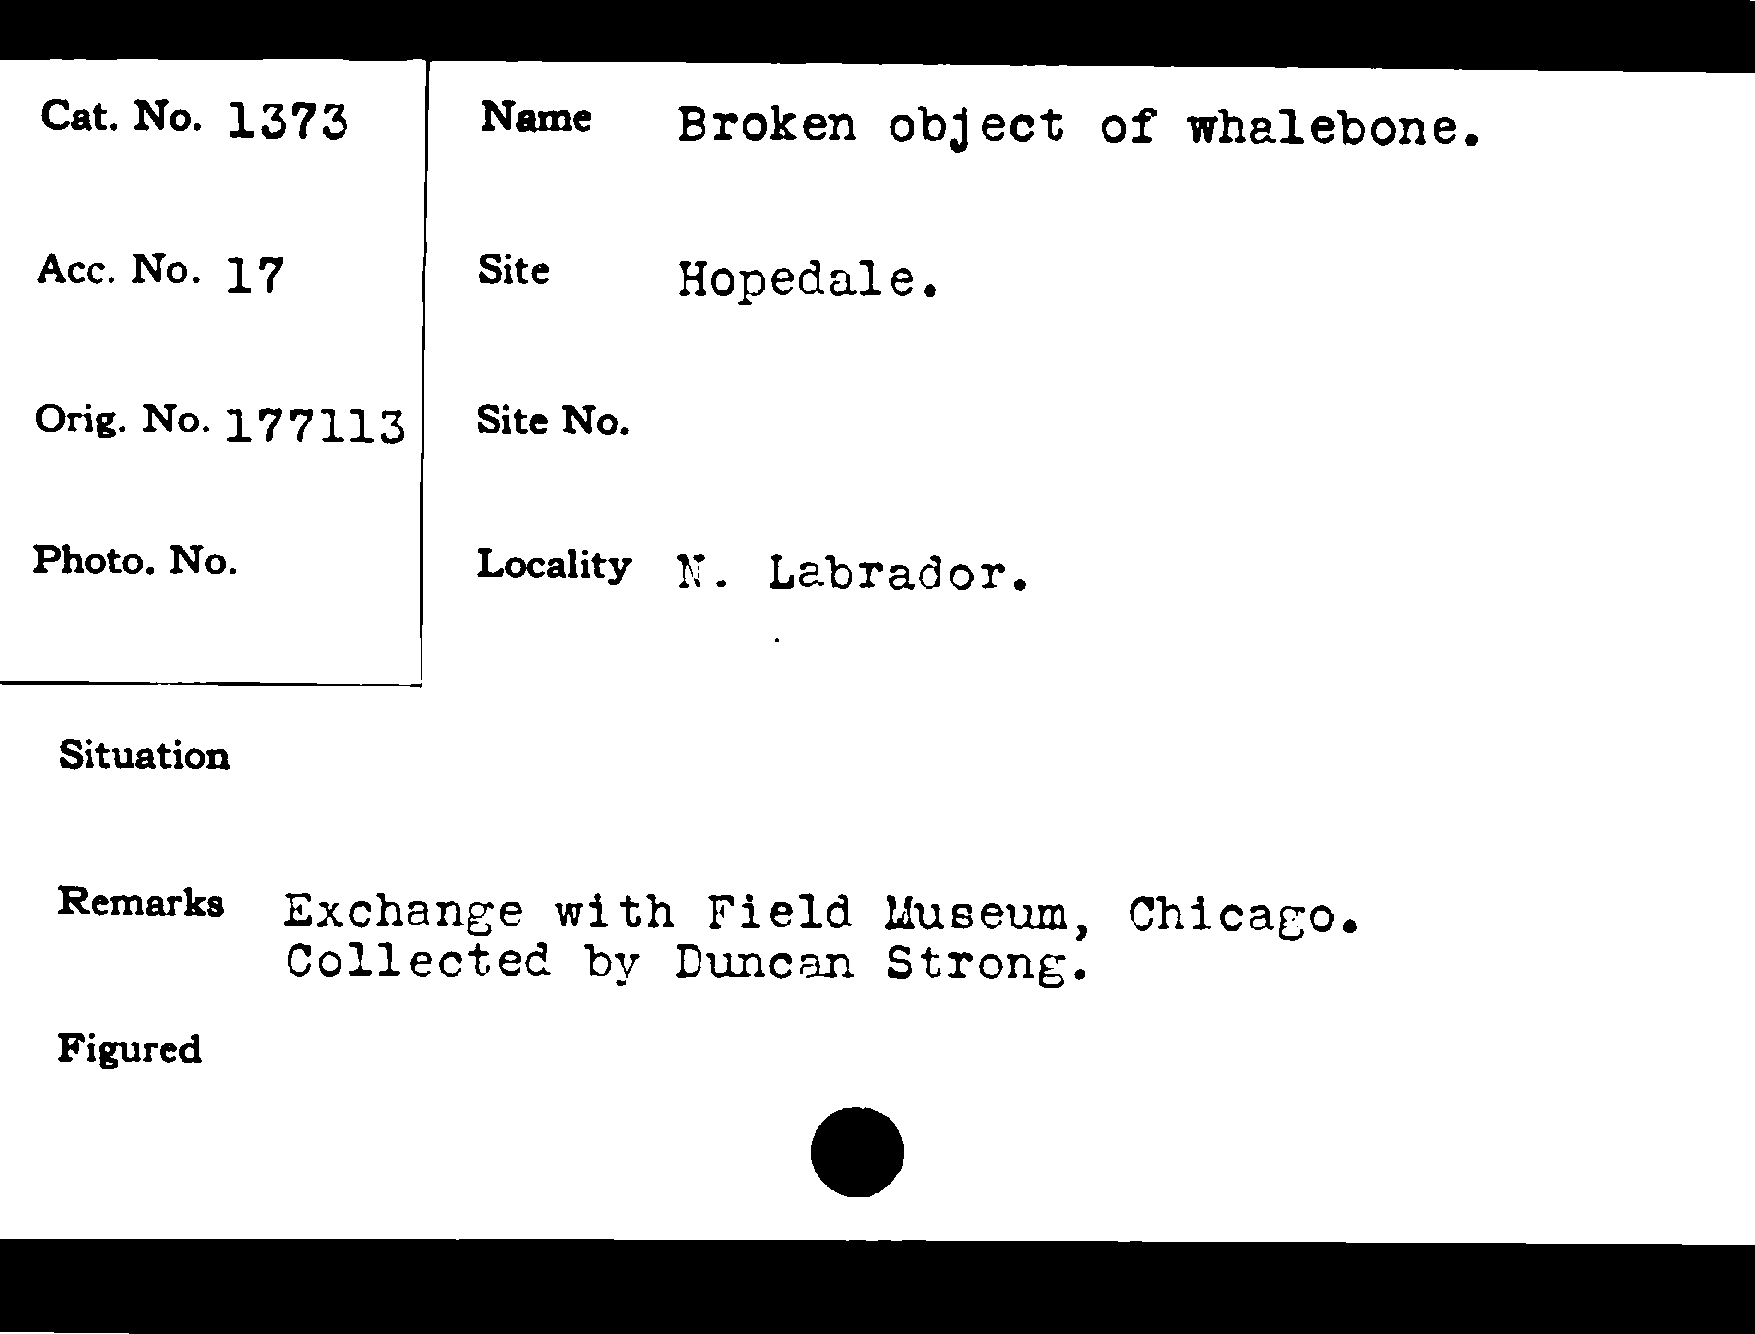 Cat. No. 1373
Acc. No. 17
Orig. No. 177113
Photo. No.
Name Broken object of whalebone.
Site Hopedale.
Site No.
Locality N. Labrador.
Situation
Remarks Exchange with Field Museum, Chicago.
Collected by Duncan Strong.
Figured